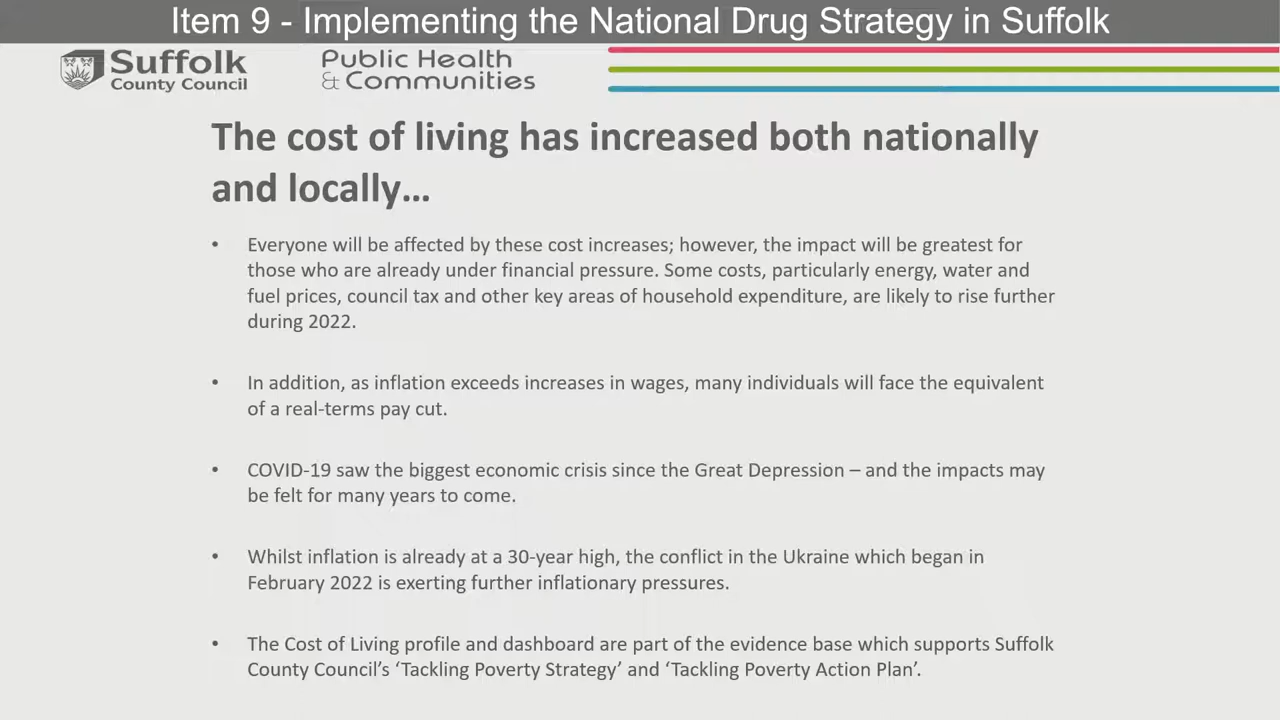 Item 9 - Implementing the National Drug Strategy in Suffolk
Suffolk
County Council
Public Health
& Communities
The cost of living has increased both nationally
and locally…
• Everyone will be affected by these cost increases; however, the impact will be greatest for
those who are already under financial pressure. Some costs, particularly energy, water and
fuel prices, council tax and other key areas of household expenditure, are likely to rise further
during 2022.
• In addition, as inflation exceeds increases in wages, many individuals will face the equivalent
of a real-terms pay cut.
• COVID-19 saw the biggest economic crisis since the Great Depression – and the impacts may
be felt for many years to come.
• Whilst inflation is already at a 30-year high, the conflict in the Ukraine which began in
February 2022 is exerting further inflationary pressures.
• The Cost of Living profile and dashboard are part of the evidence base which supports Suffolk
County Council’s ‘Tackling Poverty Strategy’ and ‘Tackling Poverty Action Plan’.